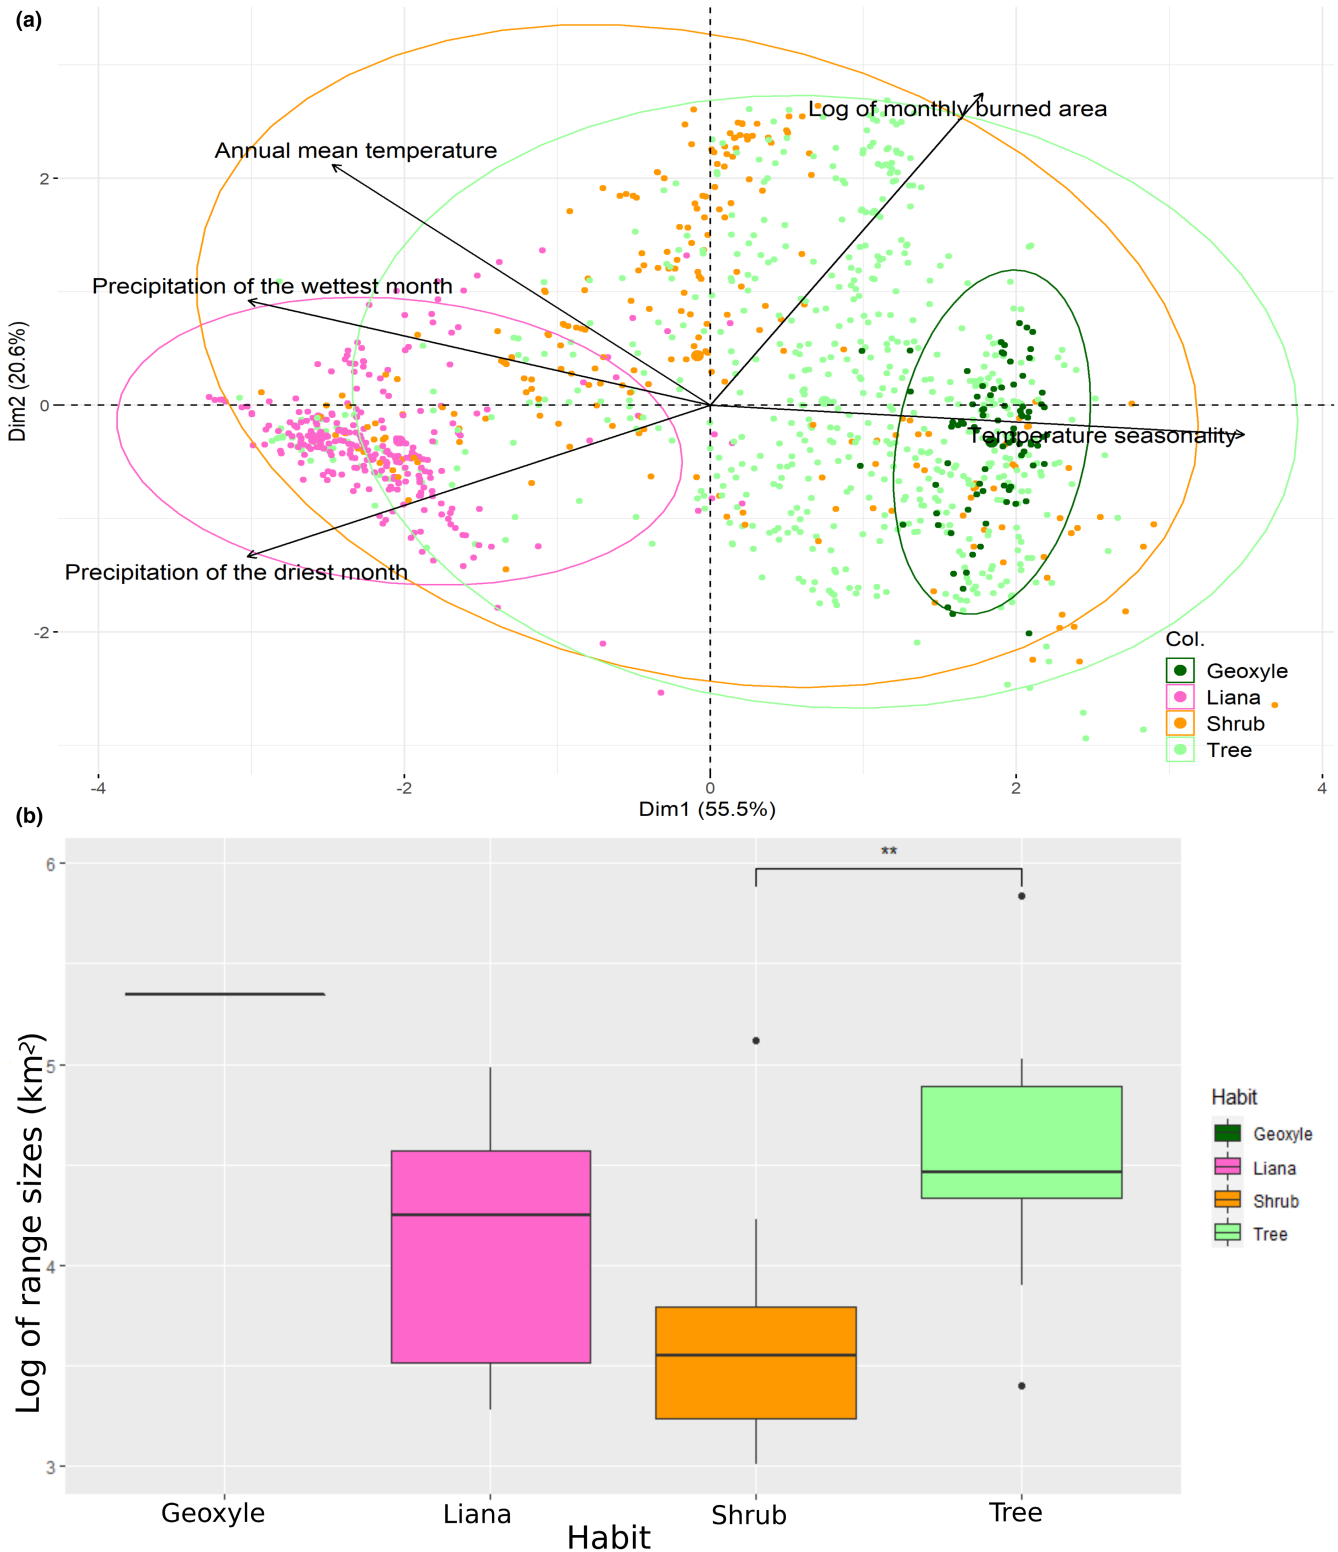 (a)
Log of monthly burned area
Annual mean temperature
Precipitation of the wettest month
Temperature seasonality
Precipitation of the driest month
Dim2 (20.6%)
2
0
-2
-4
-2
0
2
4
Dim1 (55.5%)
Col.
Geoxyle
Liana
Shrub
Tree
(b)
**
Log of range sizes (km²)
6
5
4
3
Geoxyle
Liana
Shrub
Tree
Habit
Habit
Geoxyle
Liana
Shrub
Tree